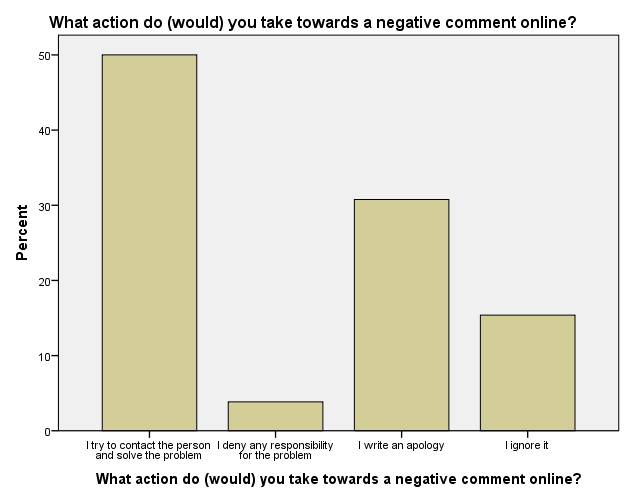 What action do (would) you take towards a negative comment online?
50
40
30
20
10
0
Percent
I try to contact the person
and solve the problem
I deny any responsibility
for the problem
I write an apology
I ignore it
What action do (would) you take towards a negative comment online?